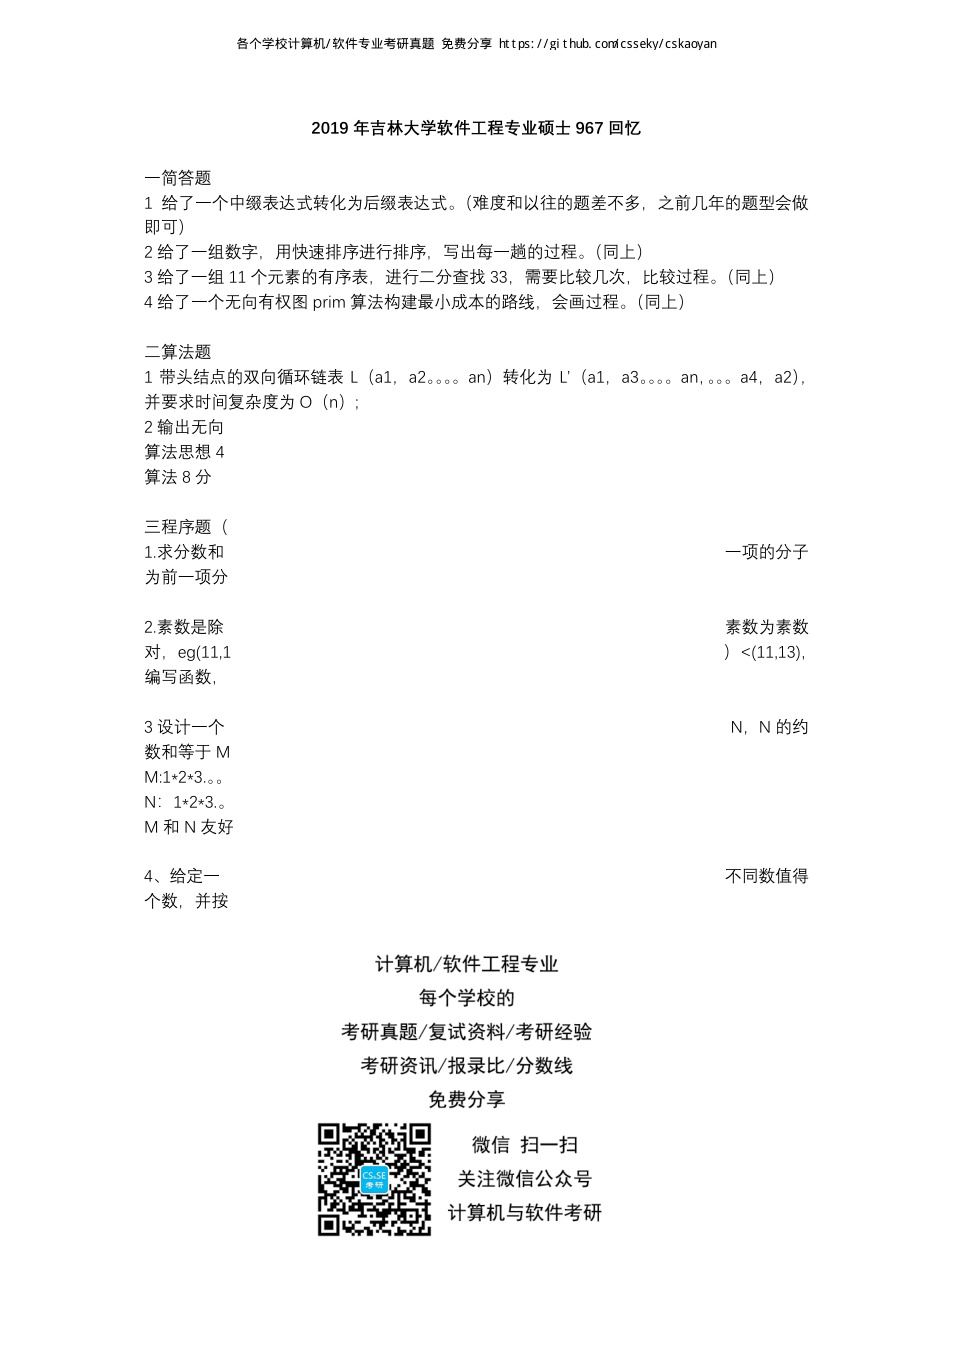 各个学校计算机/软件专业考研真题 免费分享 https://github.com/csseky/cskaoyan
2019 年吉林大学软件工程专业硕士 967 回忆
一简答题
1 给了一个中缀表达式转化为后缀表达式。（难度和以往的题差不多，之前几年的题型会做
即可）
2 给了一组数字，用快速排序进行排序，写出每一趟的过程。（同上）
3 给了一组 11 个元素的有序表，进行二分查找 33，需要比较几次，比较过程。（同上）
4 给了一个无向有权图 prim 算法构建最小成本的路线，会画过程。（同上）
二算法题
1 带头结点的双向循环链表 L（a1，a2。。。。an）转化为 L'（a1，a3。。。。an,。。。a4，a2），
并要求时间复杂度为 O（n）;
2 输出无向
算法思想 4
算法 8 分
三程序题（
1.求分数和 一项的分子
为前一项分
2.素数是除 素数为素数
对，eg(11,1 ）<(11,13),
编写函数，
3 设计一个 N，N 的约
数和等于 M
M:1*2*3.。。
N：1*2*3.。
M 和 N 友好
4、给定一 不同数值得
个数，并按
计算机/软件工程专业
每个学校的
考研真题/复试资料/考研经验
考研资讯/报录比/分数线
免费分享
CS&SE
考研
微信 扫一扫
关注微信公众号
计算机与软件考研